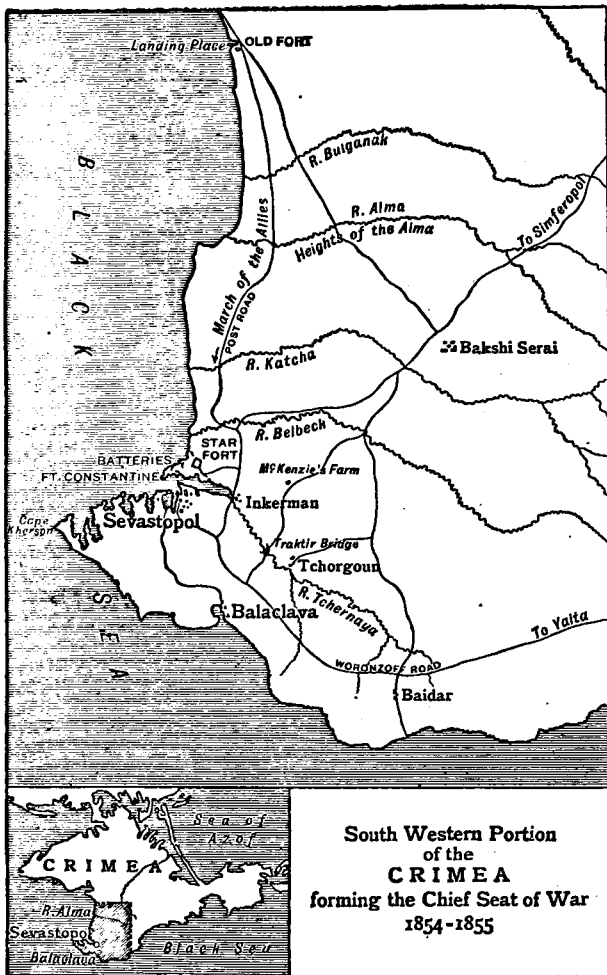 Landing Place
OLD FORT
R. Bulganak
BLACK
R. Alma
Heights of the Alma
To Simferopol
March of the Allies
POST ROAD
Bakshi Serai
R. Katcha
STAR
FORT
R. Belbeck
BATTERIES
FT. CONSTANTINE
McKenzie's Farm
Inkerman
Sevastopol
Cape
Kherson
Traktir Bridge
Tchorgoun
SEA
Balaclava
R. Tchernaya
To Yalta
WORONZOFF ROAD
Baidar
Sea of
Azof
CRIMEA
R. Alma
Sevastopol
Balaclava
Black Sea
South Western Portion
of the
CRIMEA
forming the Chief Seat of War
1854-1855